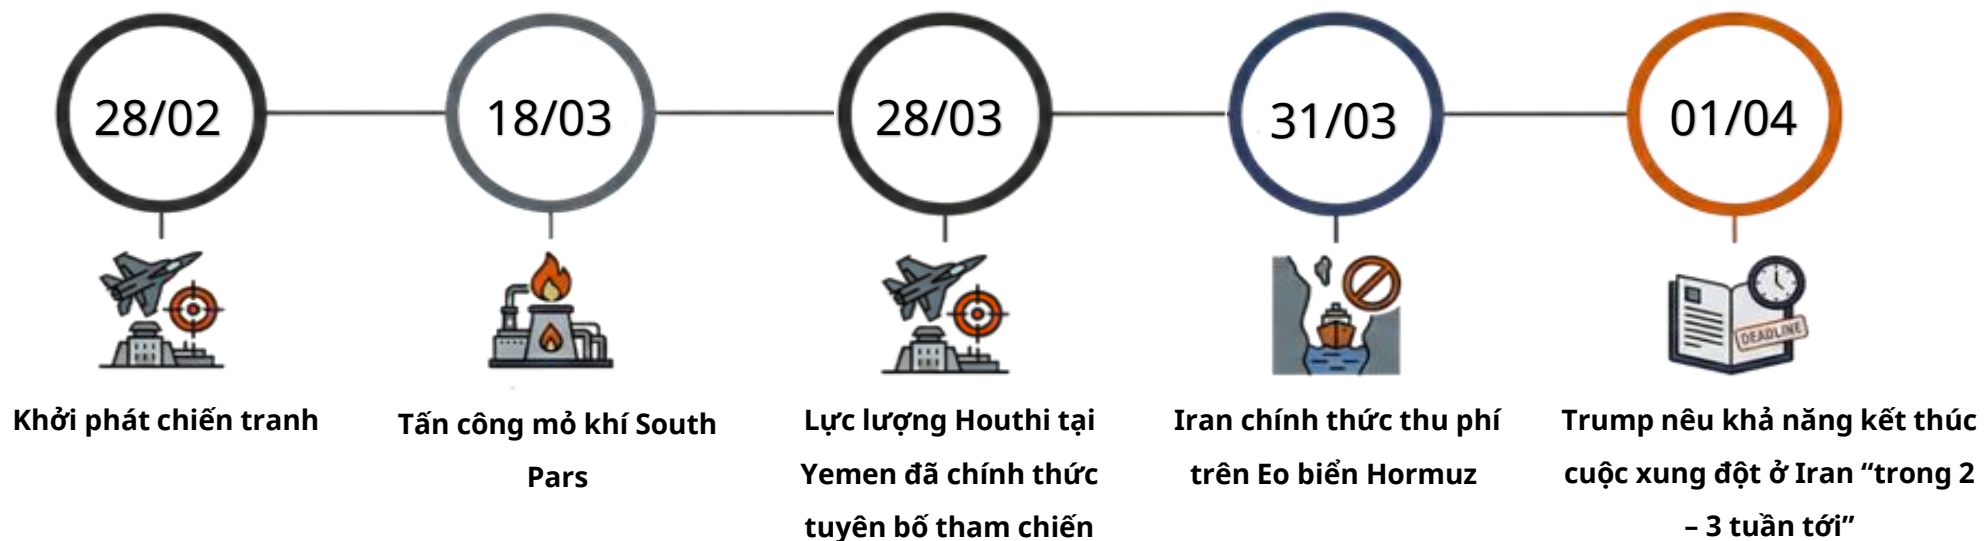 28/02
18/03
28/03
31/03
01/04
DEADLINE
Khởi phát chiến tranh
Tấn công mỏ khí South
Pars
Lực lượng Houthi tại
Yemen đã chính thức
tuyên bố tham chiến
Iran chính thức thu phí
trên Eo biển Hormuz
Trump nêu khả năng kết thúc
cuộc xung đột ở Iran “trong 2
– 3 tuần tới”